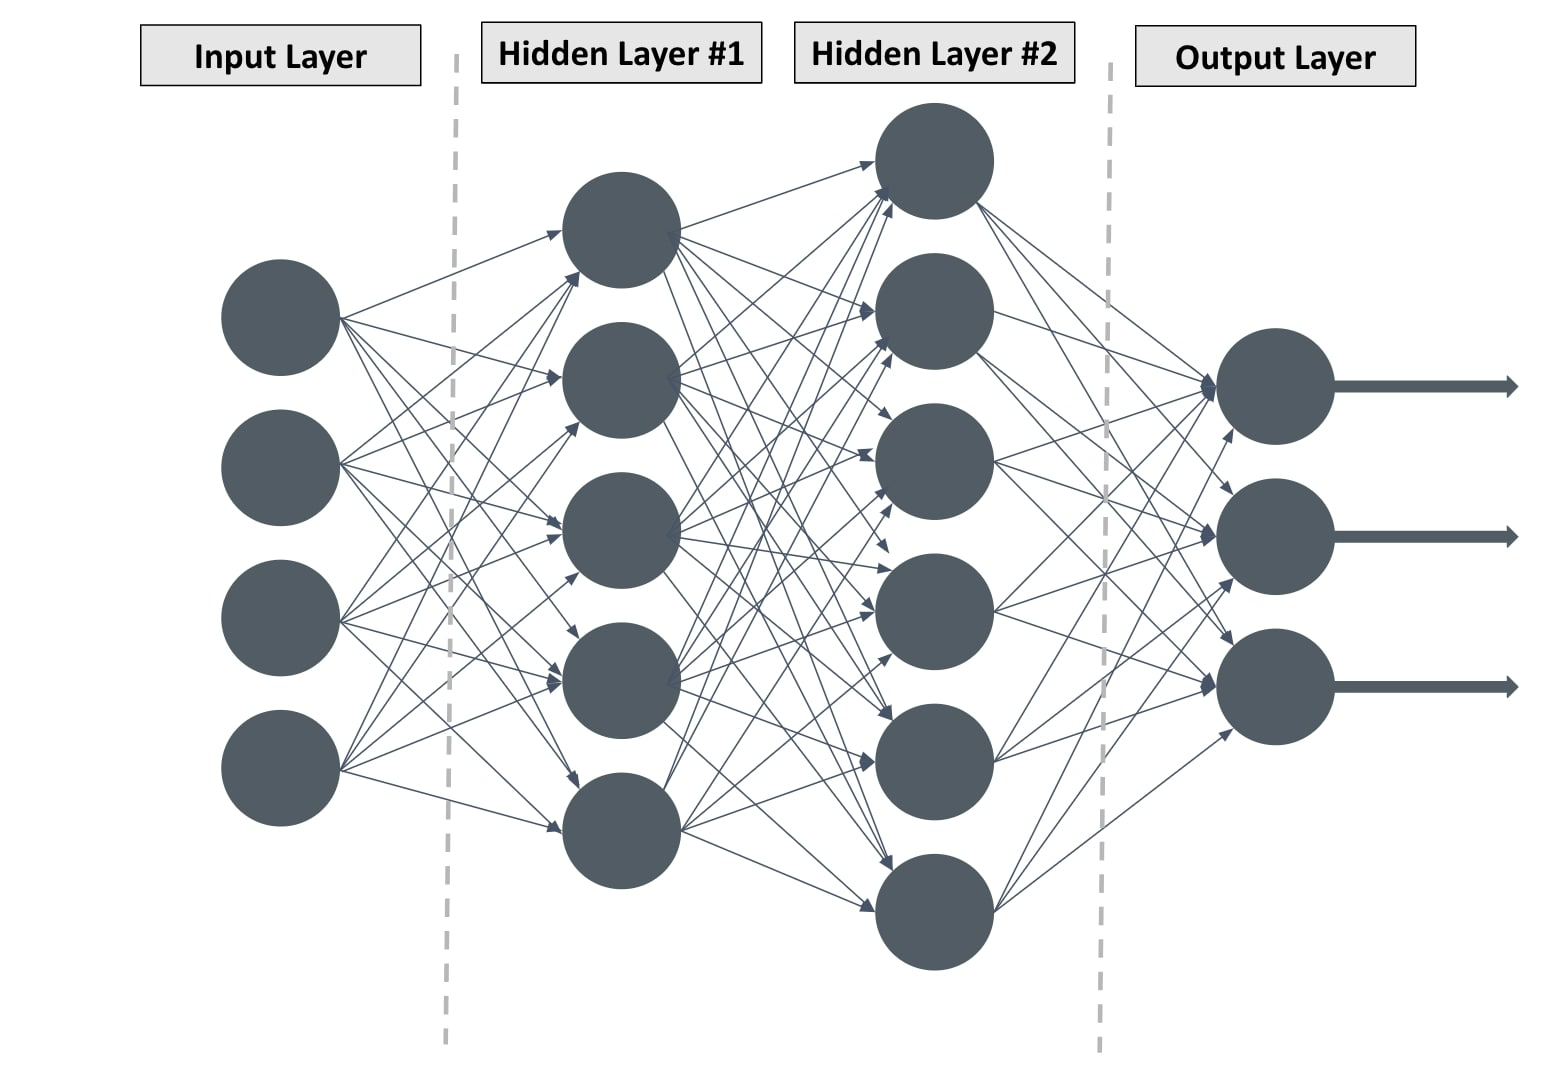 Input Layer
Hidden Layer #1
Hidden Layer #2
Output Layer